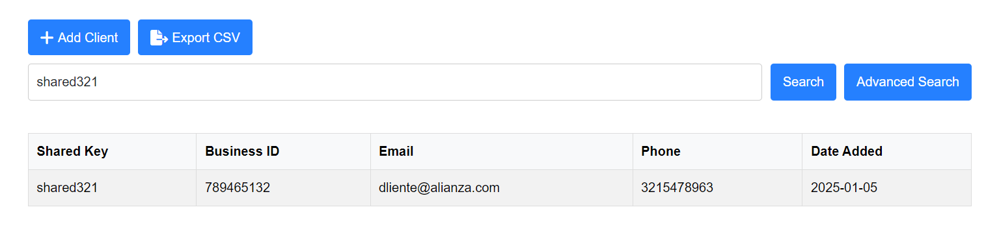 Add Client Export CSV
shared321 Search Advanced Search
Shared Key Business ID Email Phone Date Added
shared321 789465132 dliente@alianza.com 3215478963 2025-01-05